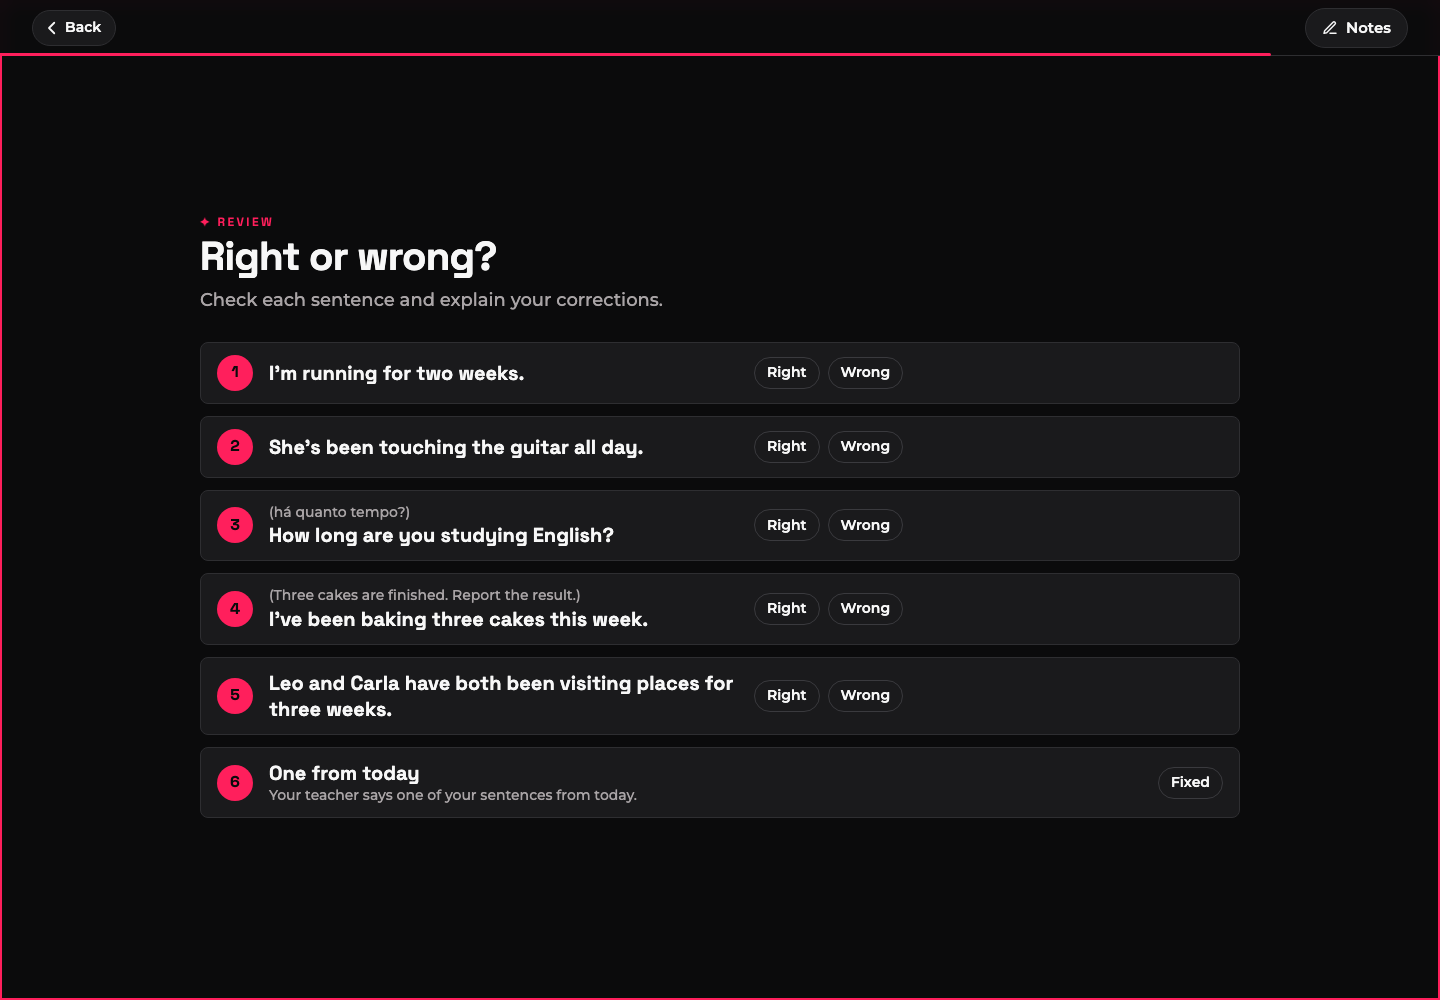 Back
Notes
REVIEW
Right or wrong?
Check each sentence and explain your corrections.
1 I'm running for two weeks. Right Wrong
2 She's been touching the guitar all day. Right Wrong
(há quanto tempo?)
3 How long are you studying English? Right Wrong
(Three cakes are finished. Report the result.)
4 I've been baking three cakes this week. Right Wrong
5 Leo and Carla have both been visiting places for
three weeks. Right Wrong
6 One from today
Your teacher says one of your sentences from today. Fixed